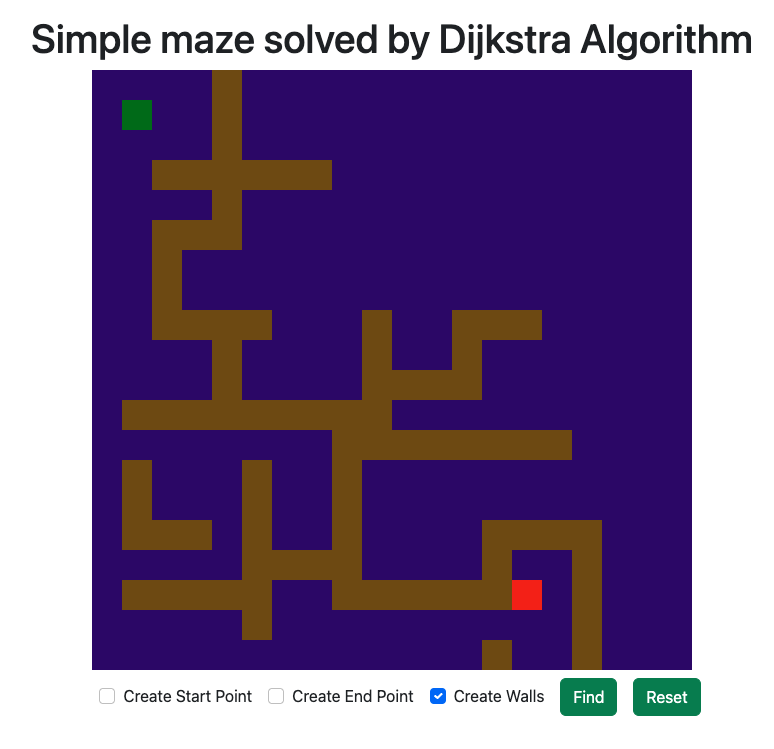 Simple maze solved by Dijkstra Algorithm
Create Start Point Create End Point Create Walls Find Reset